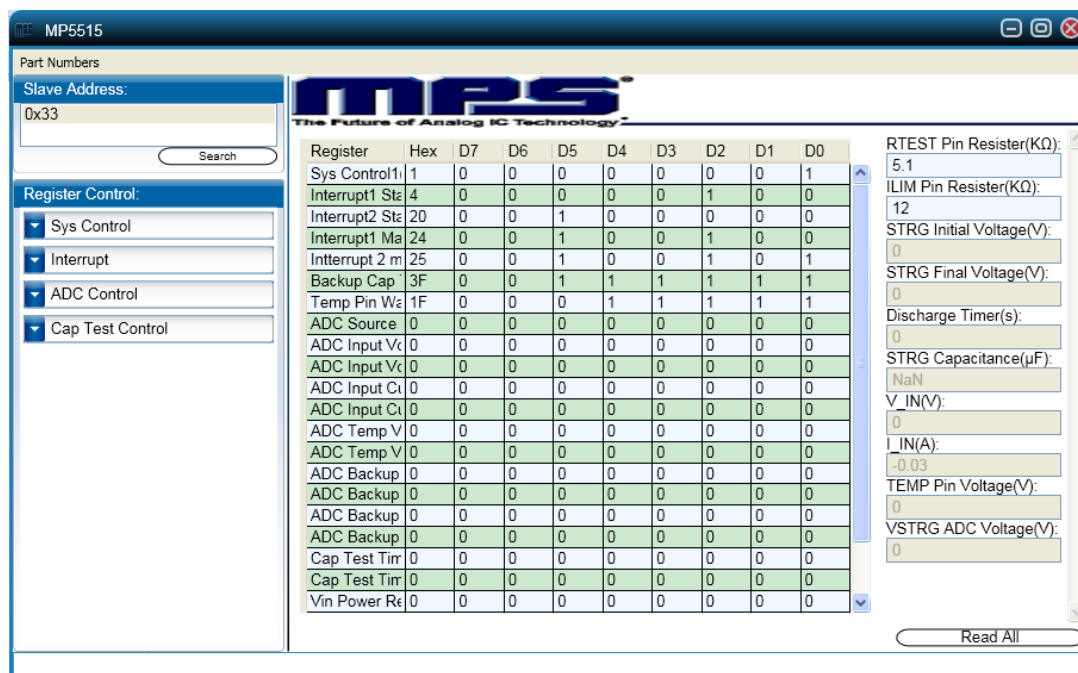 MP5515
Part Numbers
Slave Address:
0x33
Search
Register Control:
Sys Control
Interrupt
ADC Control
Cap Test Control
MPS
The Future of Analog IC Technology
Register Hex D7 D6 D5 D4 D3 D2 D1 D0
Sys Control1( 1 0 0 0 0 0 0 0 1
Interrupt1 Sta 4 0 0 0 0 0 1 0 0
Interrupt2 Sta 20 0 0 1 0 0 0 0 0
Interrupt1 Ma 24 0 0 1 0 0 1 0 0
Intterrupt 2 m 25 0 0 1 0 0 1 0 1
Backup Cap 3F 0 0 1 1 1 1 1 1
Temp Pin Wa 1F 0 0 0 1 1 1 1 1
ADC Source 0 0 0 0 0 0 0 0 0
ADC Input Vo 0 0 0 0 0 0 0 0 0
ADC Input Vo 0 0 0 0 0 0 0 0 0
ADC Input Cu 0 0 0 0 0 0 0 0 0
ADC Input Cu 0 0 0 0 0 0 0 0 0
ADC Temp V 0 0 0 0 0 0 0 0 0
ADC Temp V 0 0 0 0 0 0 0 0 0
ADC Backup 0 0 0 0 0 0 0 0 0
ADC Backup 0 0 0 0 0 0 0 0 0
ADC Backup 0 0 0 0 0 0 0 0 0
ADC Backup 0 0 0 0 0 0 0 0 0
Cap Test Tim 0 0 0 0 0 0 0 0 0
Cap Test Tim 0 0 0 0 0 0 0 0 0
Vin Power Re 0 0 0 0 0 0 0 0 0
RTEST Pin Resister(KΩ):
5.1
ILIM Pin Resister(KΩ):
12
STRG Initial Voltage(V):
0
STRG Final Voltage(V):
0
Discharge Timer(s):
0
STRG Capacitance(µF):
NaN
V_IN(V):
0
I_IN(A):
-0.03
TEMP Pin Voltage(V):
0
VSTRG ADC Voltage(V):
0
Read All